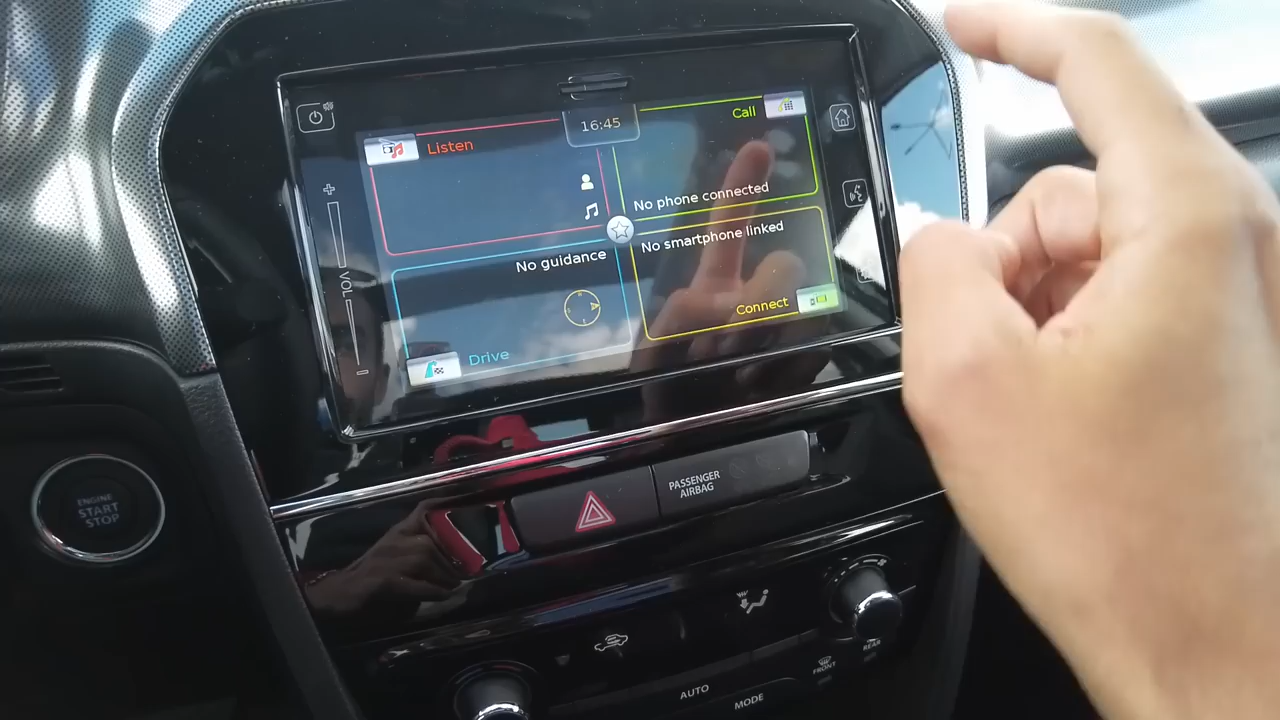 16:45
Listen
Call
No phone connected
No guidance
No smartphone linked
Drive
Connect
VOL
ENGINE
START
STOP
PASSENGER
AIRBAG
AUTO
MODE
FRONT
REAR